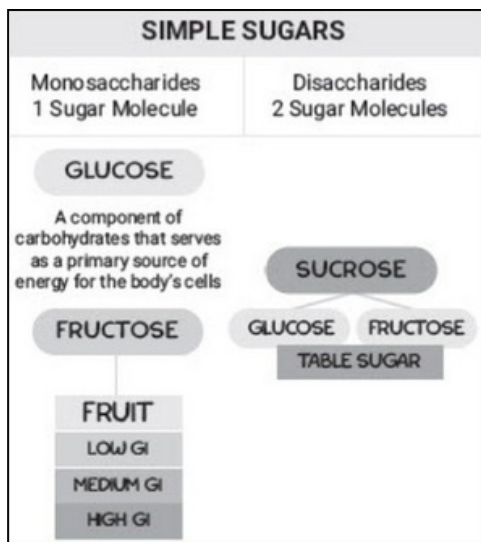 SIMPLE SUGARS
Monosaccharides
1 Sugar Molecule
Disaccharides
2 Sugar Molecules
GLUCOSE
A component of
carbohydrates that serves
as a primary source of
energy for the body's cells
FRUCTOSE
FRUIT
LOW GI
MEDIUM GI
HIGH GI
SUCROSE
GLUCOSE FRUCTOSE
TABLE SUGAR